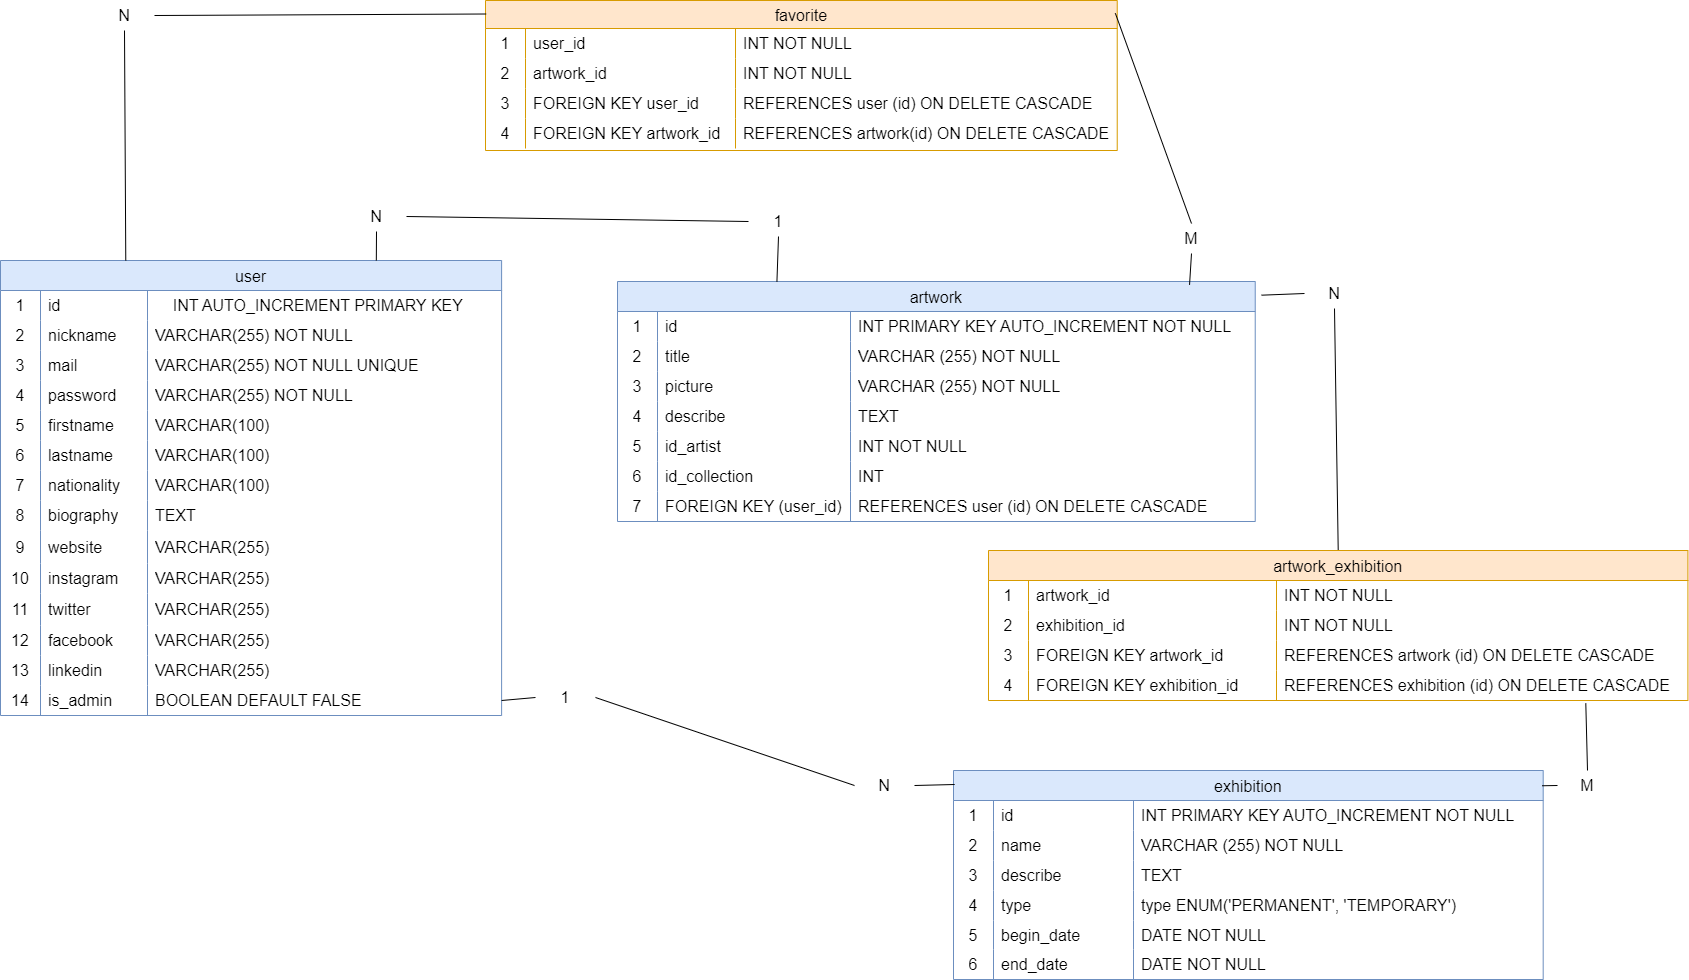 N
favorite
1 user_id INT NOT NULL
2 artwork_id INT NOT NULL
3 FOREIGN KEY user_id REFERENCES user (id) ON DELETE CASCADE
4 FOREIGN KEY artwork_id REFERENCES artwork(id) ON DELETE CASCADE
N
1
M
user
1 id INT AUTO_INCREMENT PRIMARY KEY
2 nickname VARCHAR(255) NOT NULL
3 mail VARCHAR(255) NOT NULL UNIQUE
4 password VARCHAR(255) NOT NULL
5 firstname VARCHAR(100)
6 lastname VARCHAR(100)
7 nationality VARCHAR(100)
8 biography TEXT
9 website VARCHAR(255)
10 instagram VARCHAR(255)
11 twitter VARCHAR(255)
12 facebook VARCHAR(255)
13 linkedin VARCHAR(255)
14 is_admin BOOLEAN DEFAULT FALSE
artwork
1 id INT PRIMARY KEY AUTO_INCREMENT NOT NULL
2 title VARCHAR (255) NOT NULL
3 picture VARCHAR (255) NOT NULL
4 describe TEXT
5 id_artist INT NOT NULL
6 id_collection INT
7 FOREIGN KEY (user_id) REFERENCES user (id) ON DELETE CASCADE
N
artwork_exhibition
1 artwork_id INT NOT NULL
2 exhibition_id INT NOT NULL
3 FOREIGN KEY artwork_id REFERENCES artwork (id) ON DELETE CASCADE
4 FOREIGN KEY exhibition_id REFERENCES exhibition (id) ON DELETE CASCADE
1
N
M
exhibition
1 id INT PRIMARY KEY AUTO_INCREMENT NOT NULL
2 name VARCHAR (255) NOT NULL
3 describe TEXT
4 type type ENUM('PERMANENT', 'TEMPORARY')
5 begin_date DATE NOT NULL
6 end_date DATE NOT NULL